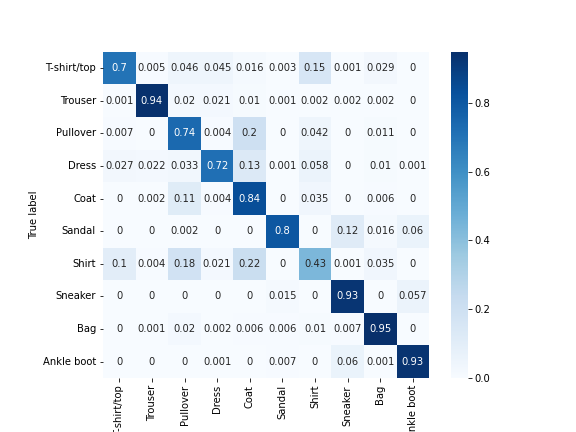 T-shirt/top 0.7 0.005 0.046 0.045 0.016 0.003 0.15 0.001 0.029 0
Trouser 0.001 0.94 0.02 0.021 0.01 0.001 0.002 0.002 0.002 0
Pullover 0.007 0 0.74 0.004 0.2 0 0.042 0 0.011 0
Dress 0.027 0.022 0.033 0.72 0.13 0.001 0.058 0 0.01 0.001
Coat 0 0.002 0.11 0.004 0.84 0 0.035 0 0.006 0
Sandal 0 0 0.002 0 0 0.8 0 0.12 0.016 0.06
Shirt 0.1 0.004 0.18 0.021 0.22 0 0.43 0.001 0.035 0
Sneaker 0 0 0 0 0 0.015 0 0.93 0 0.057
Bag 0 0.001 0.02 0.002 0.006 0.006 0.01 0.007 0.95 0
Ankle boot 0 0 0 0.001 0 0.007 0 0.06 0.001 0.93
True label
-shirt/top Trouser Pullover Dress Coat Sandal Shirt Sneaker Bag nkle boot
0.8
0.6
0.4
0.2
0.0